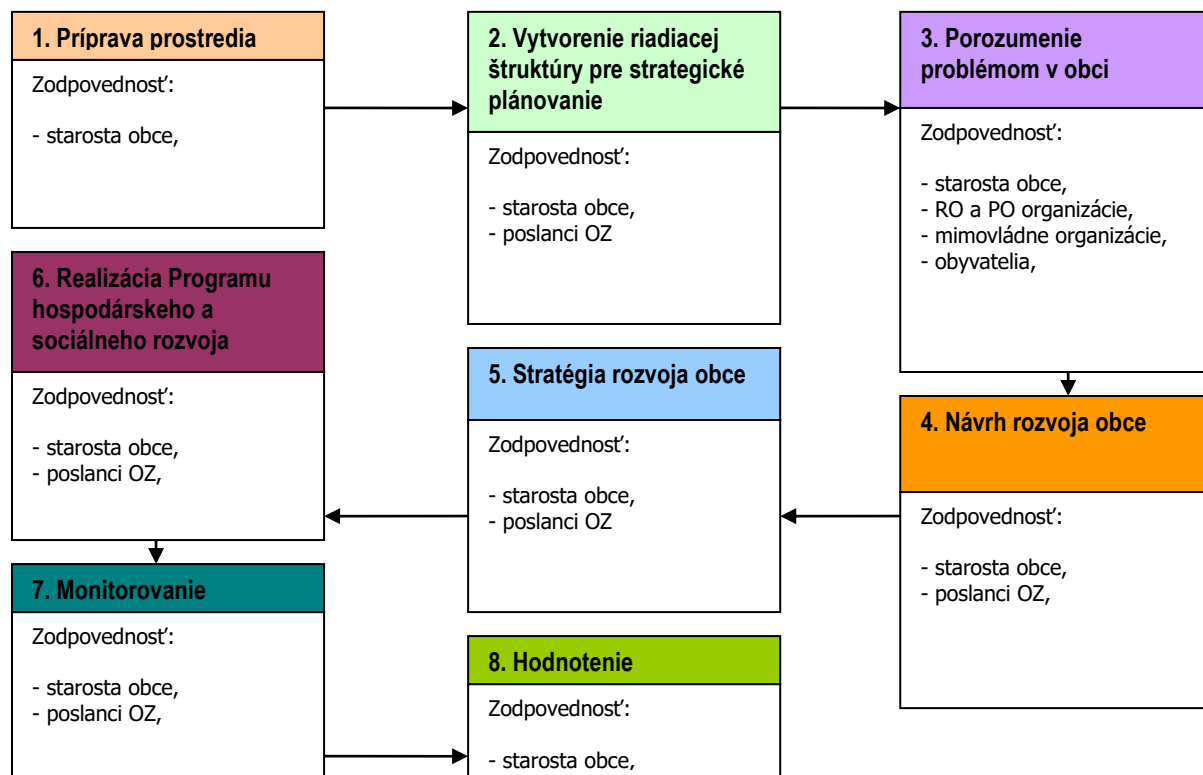 1. Príprava prostredia
Zodpovednosť:
- starosta obce,
2. Vytvorenie riadiacej
štruktúry pre strategické
plánovanie
Zodpovednosť:
- starosta obce,
- poslanci OZ
3. Porozumenie
problémom v obci
Zodpovednosť:
- starosta obce,
- RO a PO organizácie,
- mimovládne organizácie,
- obyvatelia,
4. Návrh rozvoja obce
Zodpovednosť:
- starosta obce,
- poslanci OZ,
5. Stratégia rozvoja obce
Zodpovednosť:
- starosta obce,
- poslanci OZ
6. Realizácia Programu
hospodárskeho a
sociálneho rozvoja
Zodpovednosť:
- starosta obce,
- poslanci OZ,
7. Monitorovanie
Zodpovednosť:
- starosta obce,
- poslanci OZ,
8. Hodnotenie
Zodpovednosť:
- starosta obce,